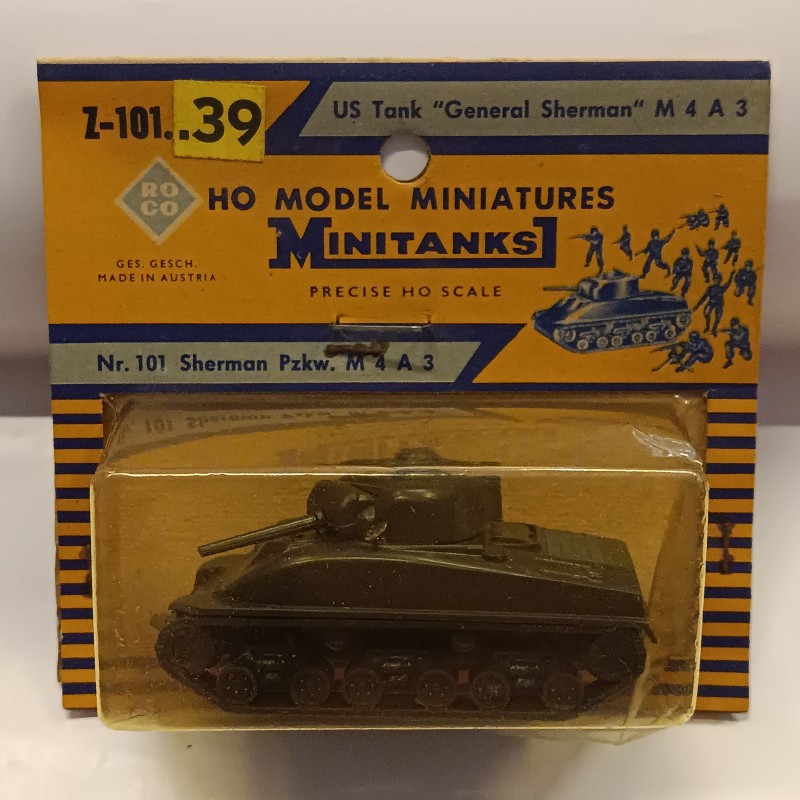 Z-101..39
US Tank "General Sherman" M 4 A 3
RO
CO
HO MODEL MINIATURES
MINITANKS
GES. GESCH.
MADE IN AUSTRIA
PRECISE HO SCALE
Nr. 101 Sherman Pzkw. M 4 A 3